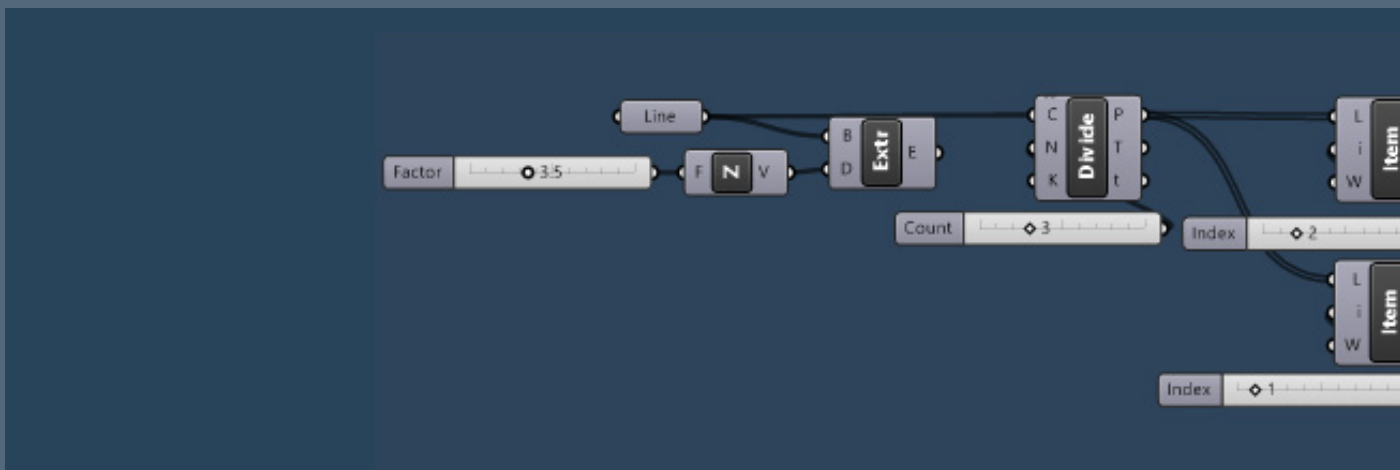 Line
Factor 3.5
F Z V
B D Extr E
C N K Divide P T t
Count 3
L i W Item
Index 2
L i W Item
Index 1